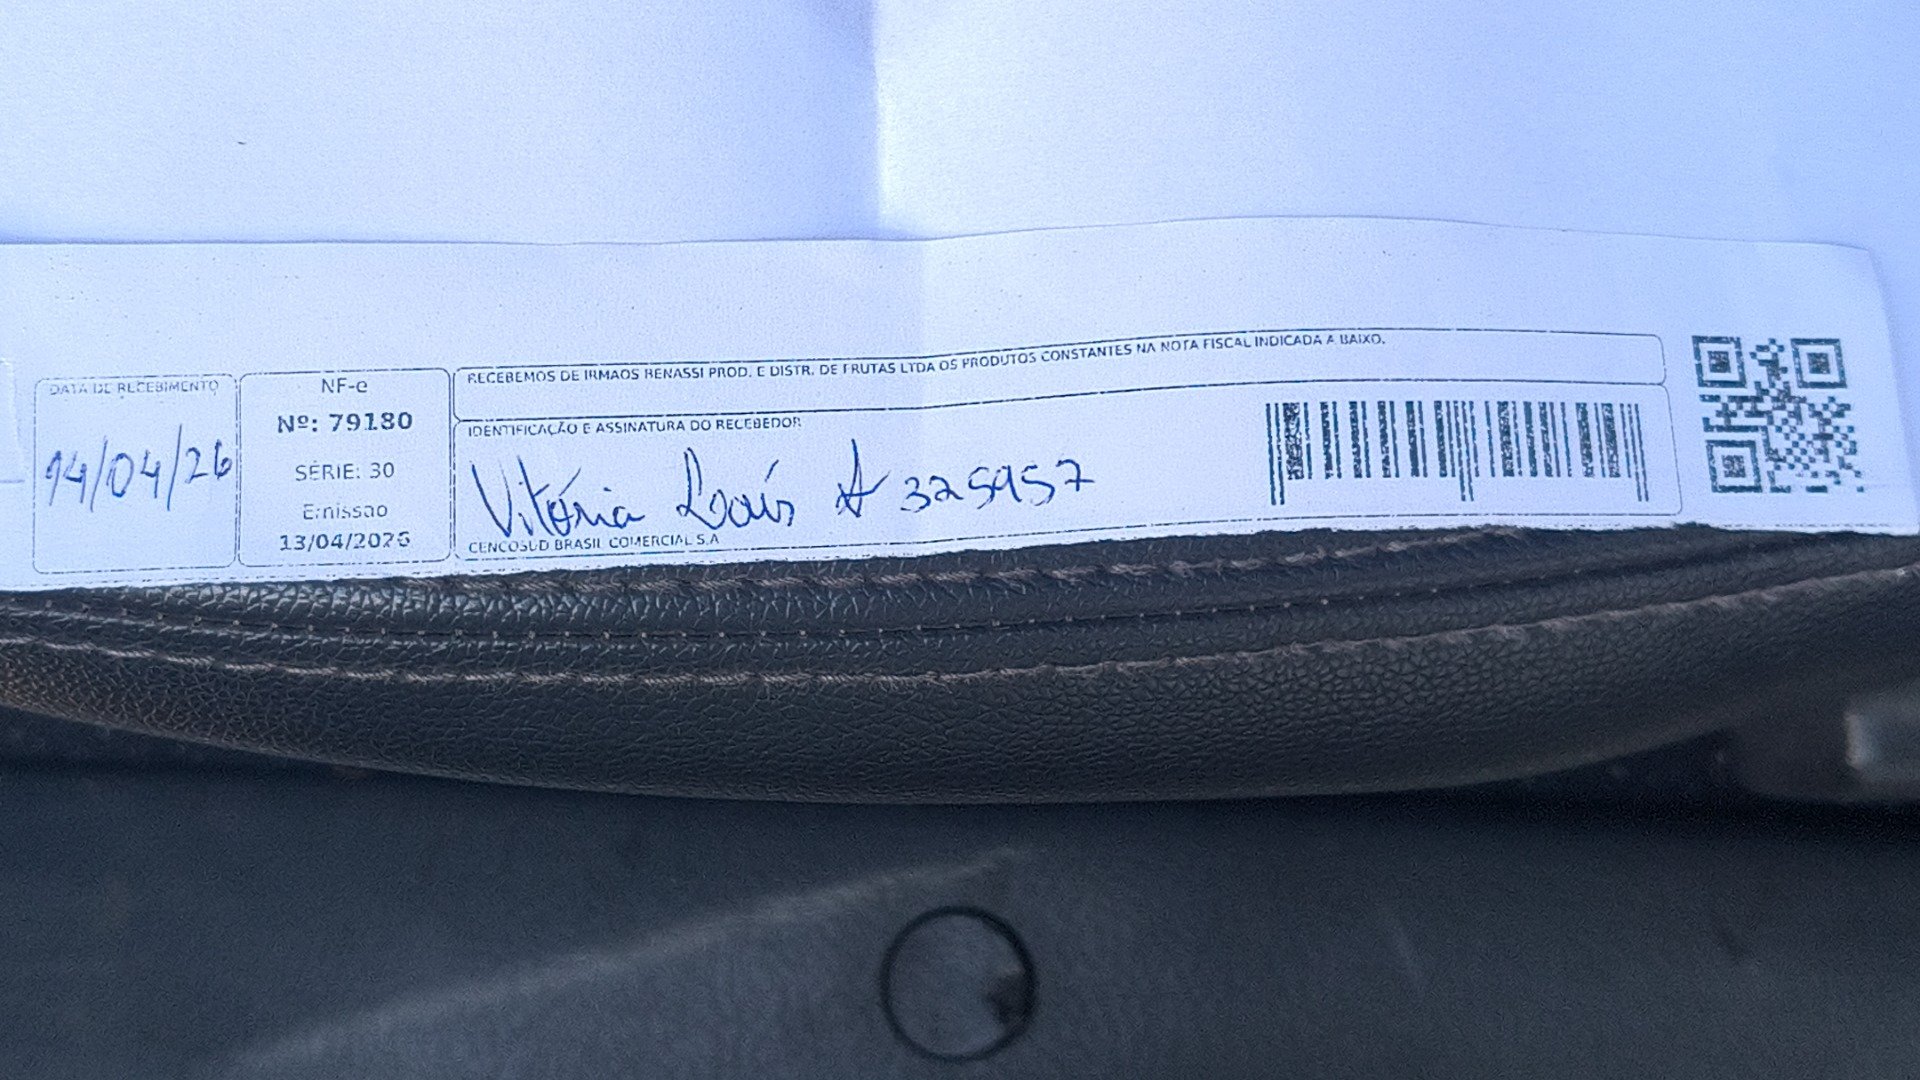 DATA DE RECEBIMENTO
14/04/26
NF-e
Nº: 79180
SÉRIE: 30
Emissao
13/04/2026
RECEBEMOS DE IRMAOS BENASSI PROD. E DISTR. DE FRUTAS LTDA OS PRODUTOS CONSTANTES NA NOTA FISCAL INDICADA A BAIXO.
IDENTIFICAÇÃO E ASSINATURA DO RECEBEDOR
Vitória 325957
CENCOSUD BRASIL COMERCIAL S.A